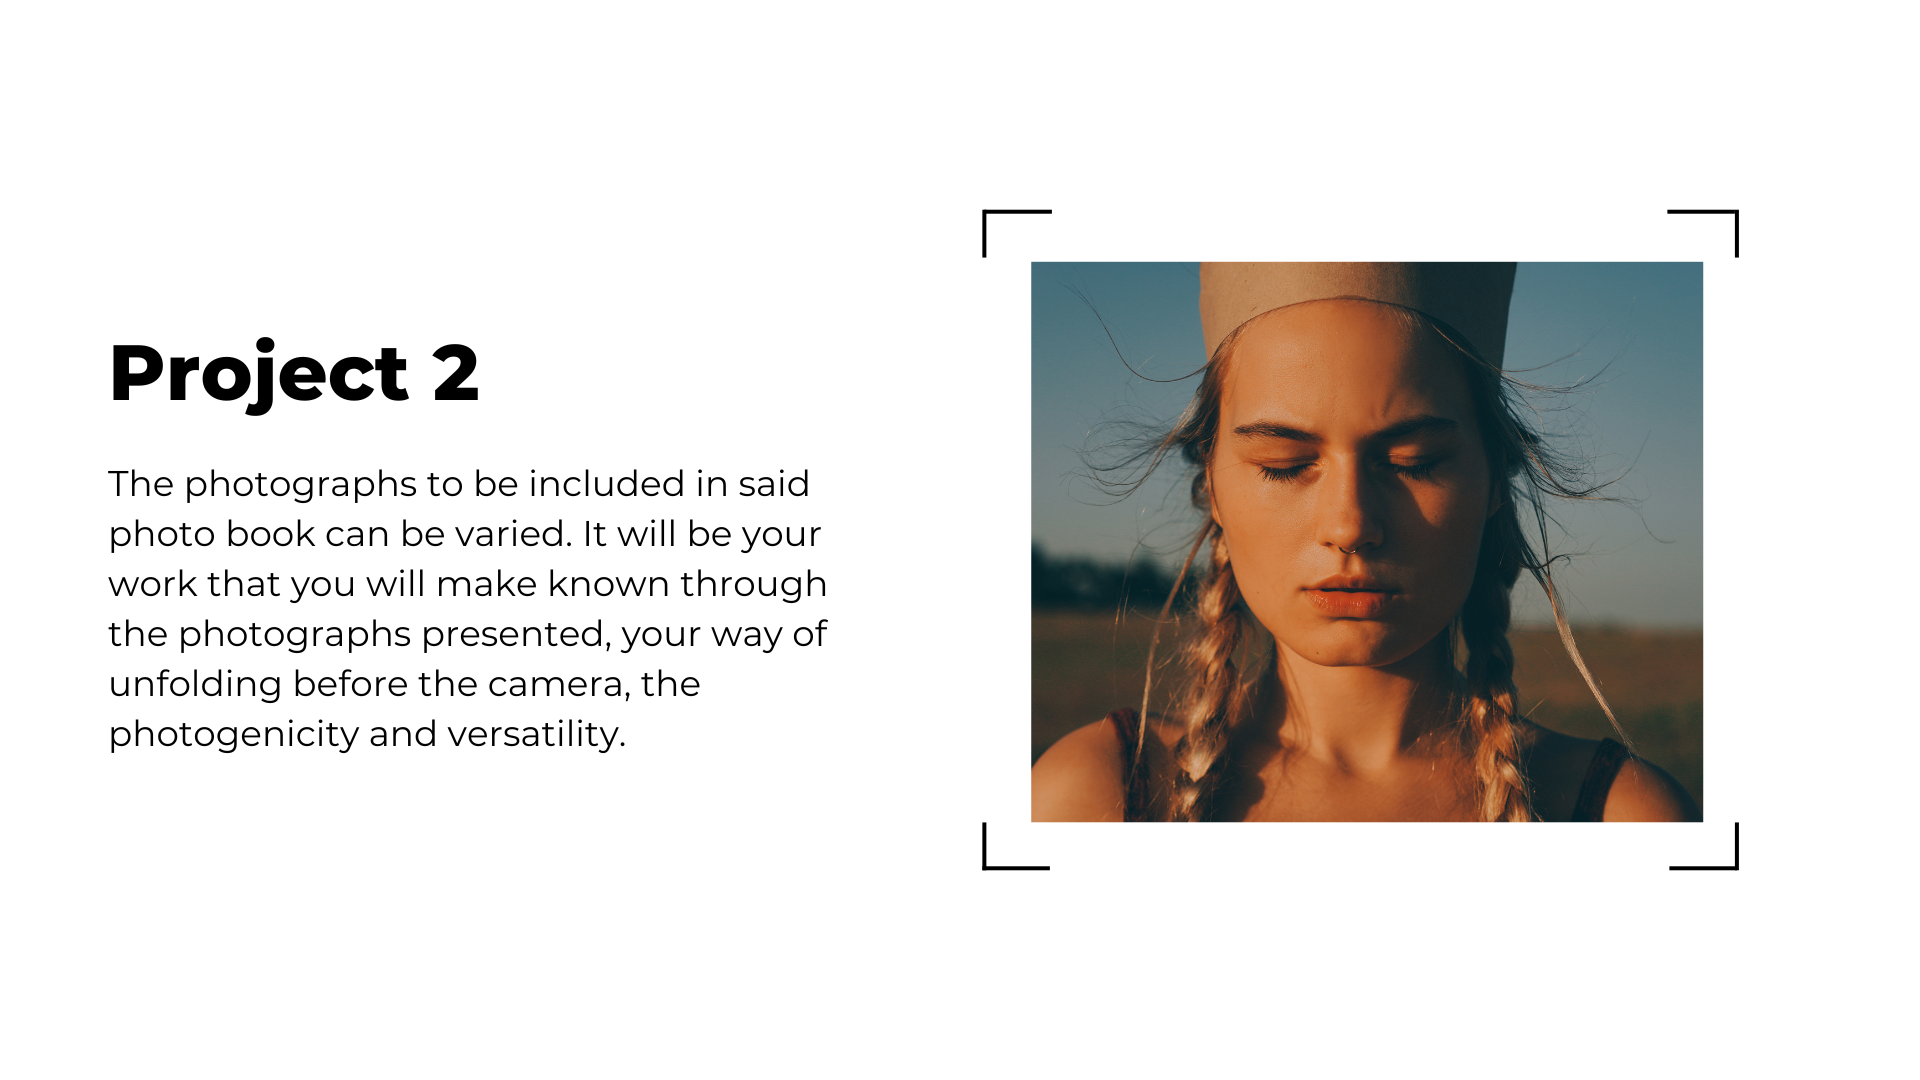 Project 2
The photographs to be included in said
photo book can be varied. It will be your
work that you will make known through
the photographs presented, your way of
unfolding before the camera, the
photogenicity and versatility.